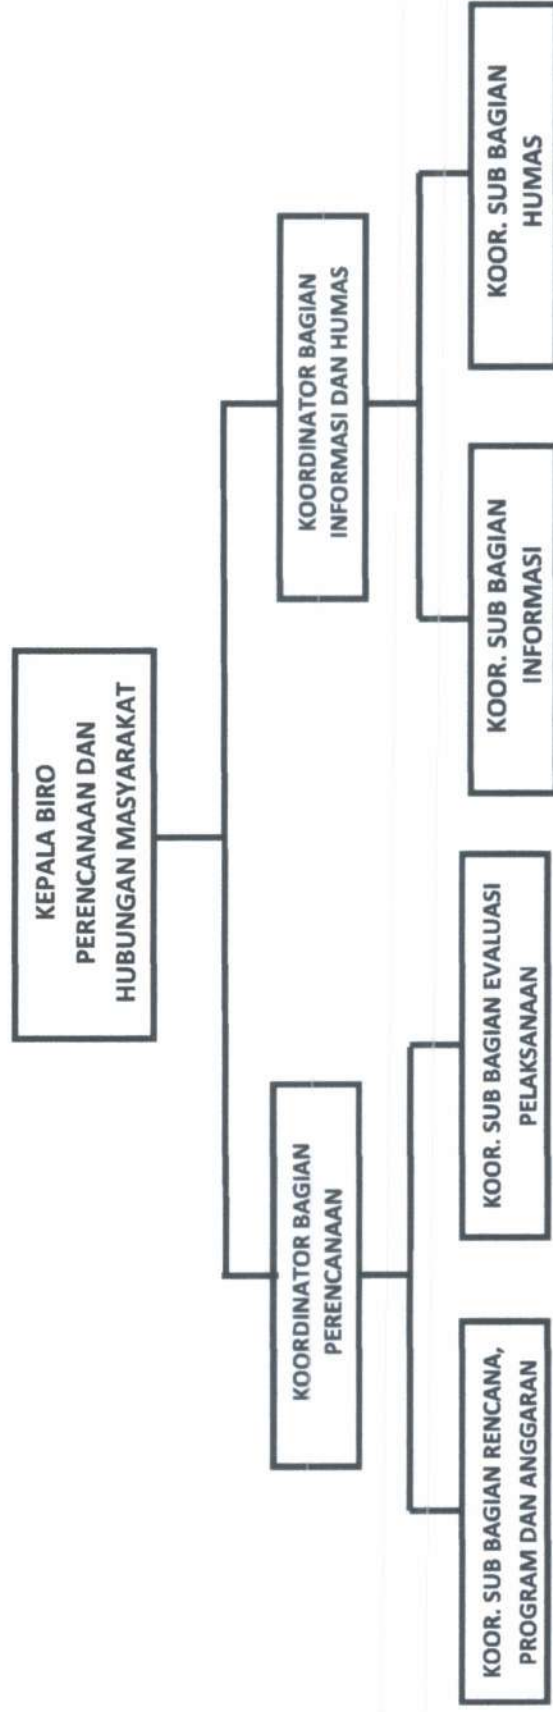 KEPALA BIRO
PERENCANAAN DAN
HUBUNGAN MASYARAKAT
KOORDINATOR BAGIAN
PERENCANAAN
KOORDINATOR BAGIAN
INFORMASI DAN HUMAS
KOOR. SUB BAGIAN RENCANA,
PROGRAM DAN ANGGARAN
KOOR. SUB BAGIAN EVALUASI
PELAKSANAAN
KOOR. SUB BAGIAN
INFORMASI
KOOR. SUB BAGIAN
HUMAS